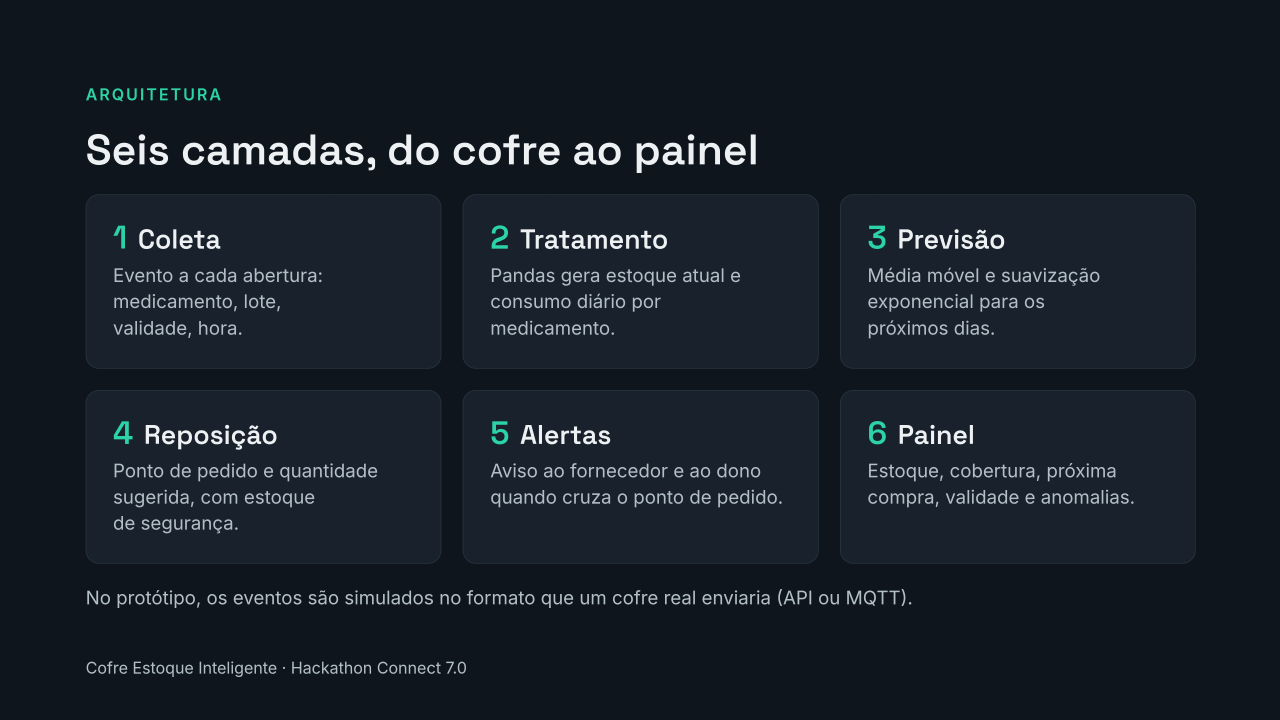 ARQUITETURA
Seis camadas, do cofre ao painel
1 Coleta
Evento a cada abertura:
medicamento, lote,
validade, hora.
2 Tratamento
Pandas gera estoque atual e
consumo diário por
medicamento.
3 Previsão
Média móvel e suavização
exponencial para os
próximos dias.
4 Reposição
Ponto de pedido e quantidade
sugerida, com estoque
de segurança.
5 Alertas
Aviso ao fornecedor e ao dono
quando cruza o ponto de pedido.
6 Painel
Estoque, cobertura, próxima
compra, validade e anomalias.
No protótipo, os eventos são simulados no formato que um cofre real enviaria (API ou MQTT).
Cofre Estoque Inteligente · Hackathon Connect 7.0